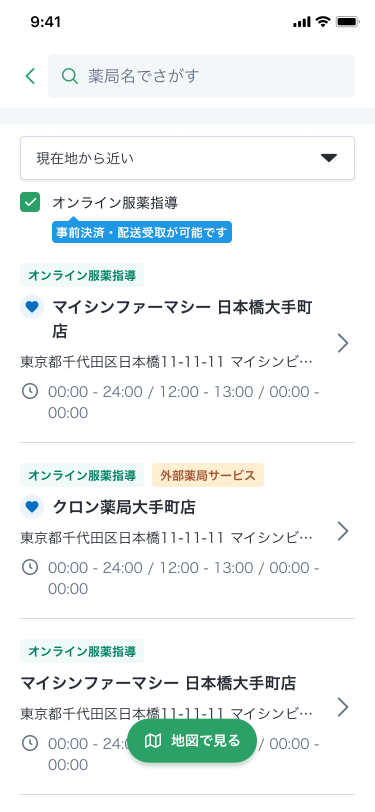 9:41
薬局名でさがす
現在地から近い
オンライン服薬指導
事前決済・配送受取が可能です
オンライン服薬指導
マイシンファーマシー 日本橋大手町
店
東京都千代田区日本橋11-11-11 マイシンビ…
00:00 - 24:00 / 12:00 - 13:00 / 00:00 -
00:00
オンライン服薬指導 外部薬局サービス
クロン薬局大手町店
東京都千代田区日本橋11-11-11 マイシンビ…
00:00 - 24:00 / 12:00 - 13:00 / 00:00 -
00:00
オンライン服薬指導
マイシンファーマシー 日本橋大手町店
東京都千代田区日本橋11-11-11 マイシンビ…
00:00 - 24: / 00:00 -
00:00
地図で見る